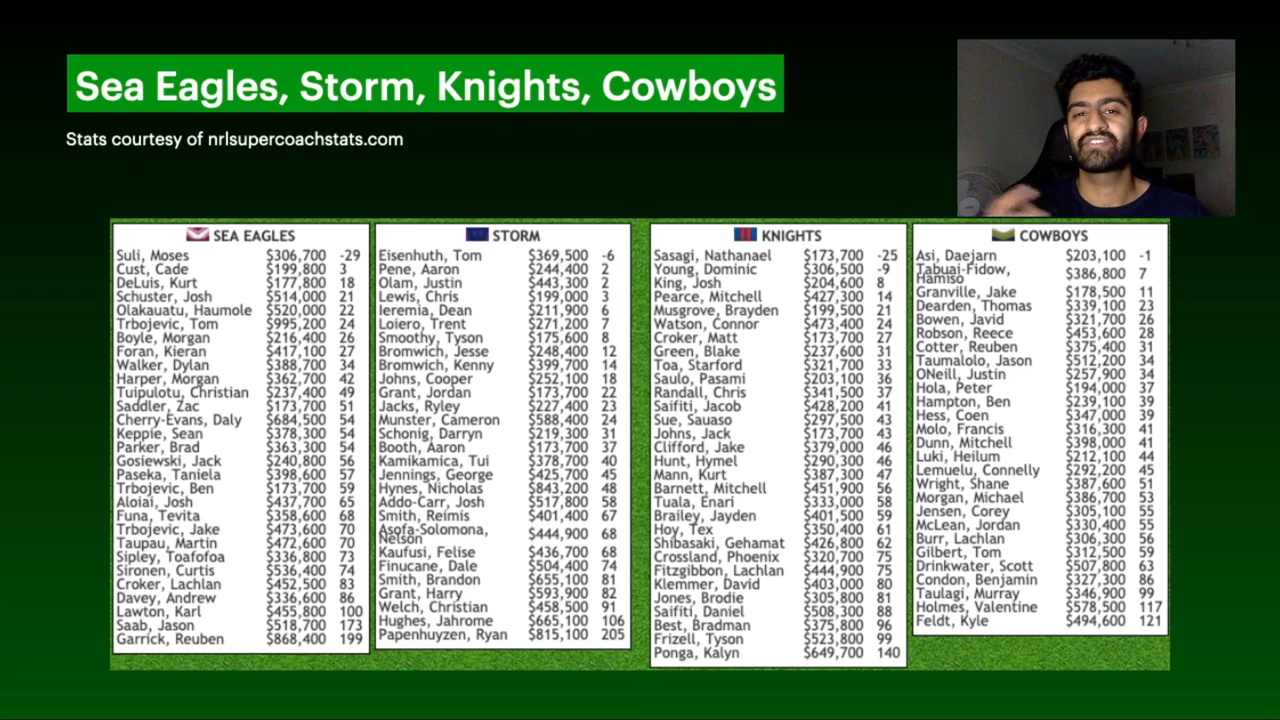 Sea Eagles, Storm, Knights, Cowboys
Stats courtesy of nrlsupercoachstats.com
SEA EAGLES
Suli, Moses $306,700 -29
Cust, Cade $199,800 3
DeLuis, Kurt $177,800 18
Schuster, Josh $514,000 21
Olakauatu, Haumole $520,000 22
Trbojevic, Tom $995,200 24
Boyle, Morgan $216,400 26
Foran, Kieran $417,100 27
Walker, Dylan $388,700 34
Harper, Morgan $362,700 42
Tuipulotu, Christian $237,400 49
Saddler, Zac $173,700 51
Cherry-Evans, Daly $684,500 54
Keppie, Sean $378,300 54
Parker, Brad $363,300 54
Gosiewski, Jack $240,800 56
Paseka, Taniela $398,600 57
Trbojevic, Ben $173,700 59
Aloiai, Josh $437,700 65
Funa, Tevita $358,600 68
Trbojevic, Jake $473,600 70
Taupau, Martin $472,600 70
Sipley, Toafofoa $336,800 73
Sironen, Curtis $536,400 74
Croker, Lachlan $452,500 83
Davey, Andrew $336,600 86
Lawton, Karl $455,800 100
Saab, Jason $518,700 173
Garrick, Reuben $868,400 199
STORM
Eisenhuth, Tom $369,500 -6
Pene, Aaron $244,400 2
Olam, Justin $443,300 2
Lewis, Chris $199,000 3
Ieremia, Dean $211,900 6
Loiero, Trent $271,200 7
Smoothy, Tyson $175,600 8
Bromwich, Jesse $248,400 12
Bromwich, Kenny $399,700 14
Johns, Cooper $252,100 18
Grant, Jordan $173,700 22
Jacks, Ryley $227,400 23
Munster, Cameron $588,400 24
Schonig, Darryn $219,300 31
Booth, Aaron $173,700 37
Kamikamica, Tui $378,700 40
Jennings, George $425,700 45
Hynes, Nicholas $843,200 48
Addo-Carr, Josh $517,800 58
Smith, Reimis $401,400 67
Asofa-Solomona,
Nelson $444,900 68
Kaufusi, Felise $436,700 68
Finucane, Dale $504,400 74
Smith, Brandon $655,100 81
Grant, Harry $593,900 82
Welch, Christian $458,500 91
Hughes, Jahrome $665,100 106
Papenhuyzen, Ryan $815,100 205
KNIGHTS
Sasagi, Nathanael $173,700 -25
Young, Dominic $306,500 -9
King, Josh $204,600 8
Pearce, Mitchell $427,300 14
Musgrove, Brayden $199,500 21
Watson, Connor $473,400 24
Croker, Matt $173,700 27
Green, Blake $237,600 31
Toa, Starford $321,700 33
Saulo, Pasami $203,100 36
Randall, Chris $341,500 37
Saifiti, Jacob $428,200 41
Sue, Sauaso $297,500 43
Johns, Jack $173,700 43
Clifford, Jake $379,000 46
Hunt, Hymel $290,300 46
Mann, Kurt $387,300 47
Barnett, Mitchell $451,900 56
Tuala, Enari $333,000 58
Brailey, Jayden $401,500 59
Hoy, Tex $350,400 61
Shibasaki, Gehamat $426,800 62
Crossland, Phoenix $320,700 75
Fitzgibbon, Lachlan $444,900 75
Klemmer, David $403,000 80
Jones, Brodie $305,800 81
Saifiti, Daniel $508,300 88
Best, Bradman $375,800 96
Frizell, Tyson $523,800 99
Ponga, Kalyn $649,700 140
COWBOYS
Asi, Daejarn $203,100 -1
Tabuai-Fidow,
Hamiso $386,800 7
Granville, Jake $178,500 11
Dearden, Thomas $339,100 23
Bowen, Javid $321,700 26
Robson, Reece $453,600 28
Cotter, Reuben $375,400 31
Taumalolo, Jason $512,200 34
ONeill, Justin $257,900 34
Hola, Peter $194,000 37
Hampton, Ben $239,100 39
Hess, Coen $347,000 39
Molo, Francis $316,300 41
Dunn, Mitchell $398,000 41
Luki, Heilum $212,100 44
Lemuelu, Connelly $292,200 45
Wright, Shane $387,600 51
Morgan, Michael $386,700 53
Jensen, Corey $305,100 55
McLean, Jordan $330,400 55
Burr, Lachlan $306,300 56
Gilbert, Tom $312,500 59
Drinkwater, Scott $507,800 63
Condon, Benjamin $327,300 86
Taulagi, Murray $346,900 99
Holmes, Valentine $578,500 117
Feldt, Kyle $494,600 121